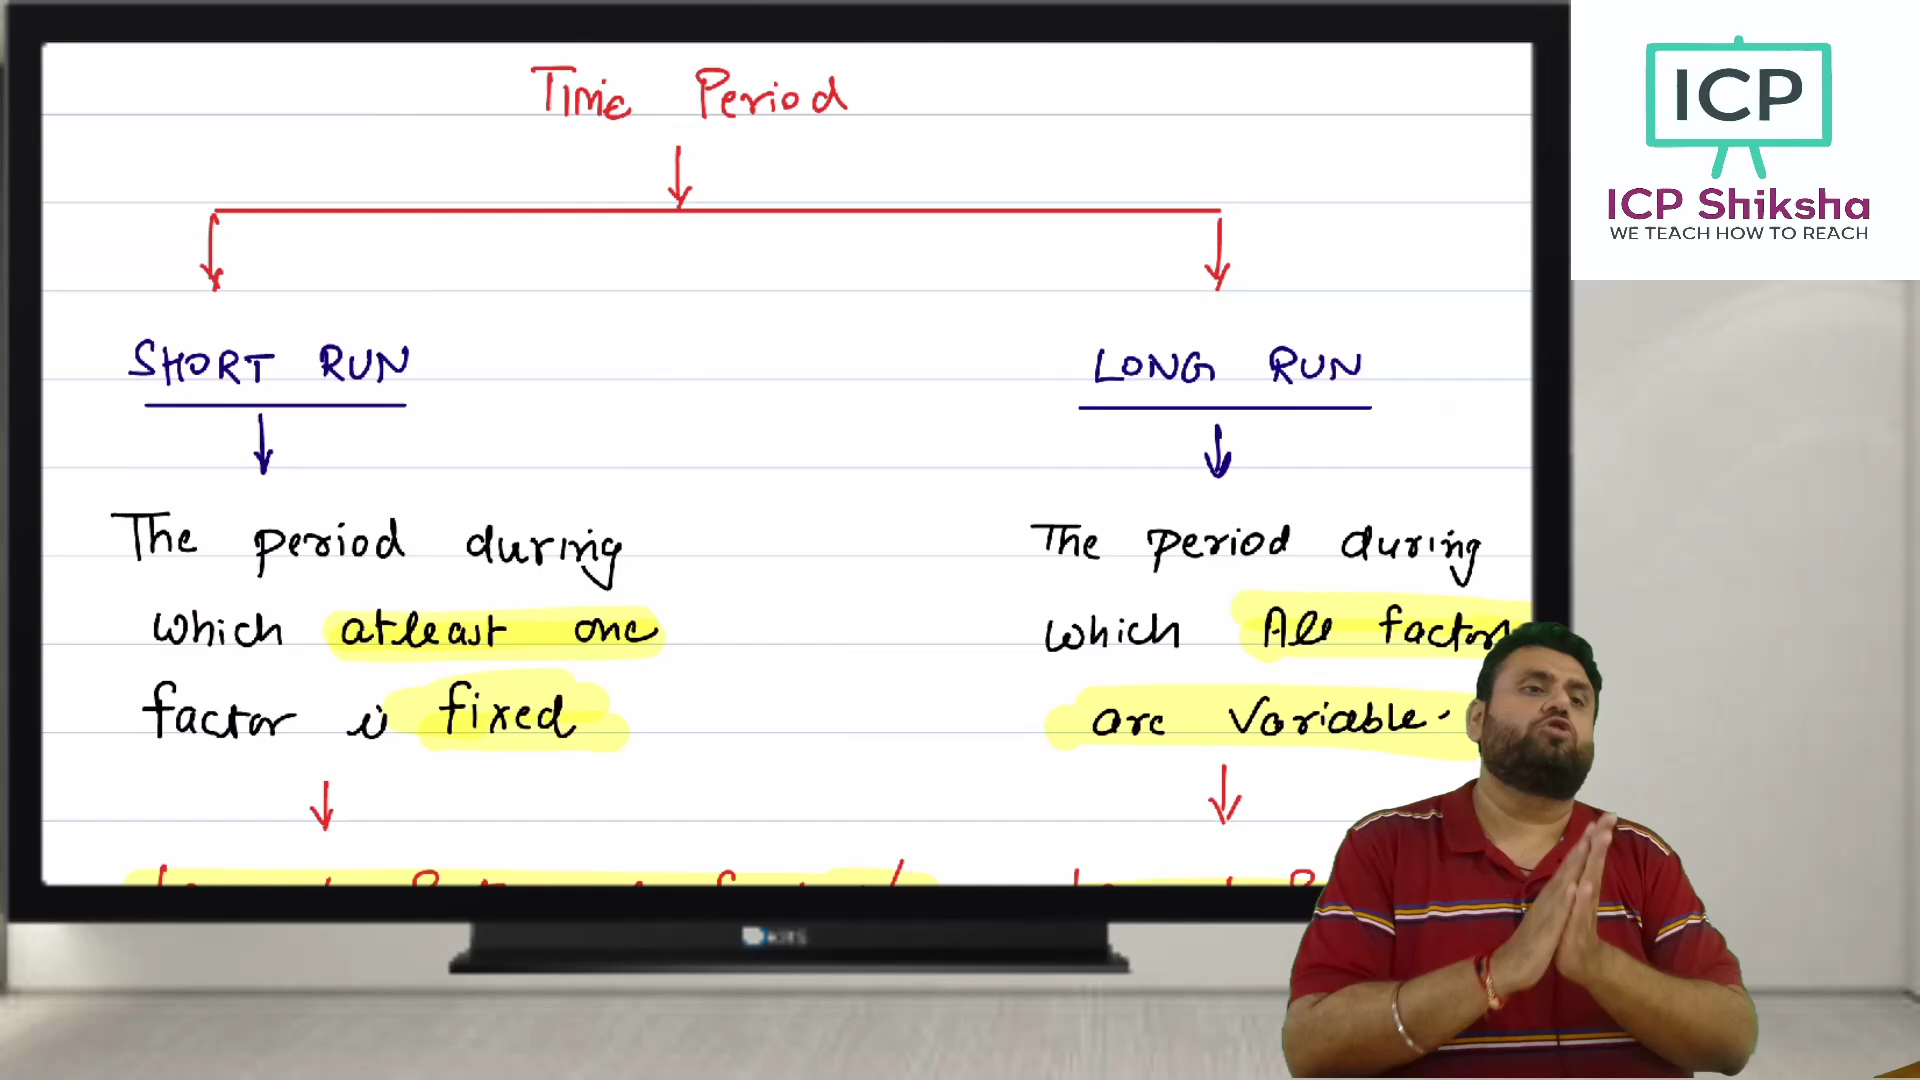 Time Period
SHORT RUN
LONG RUN
The period during
which atleast one
factor is fixed
The period during
which All factors
are Variable.
ICP
ICP Shiksha
WE TEACH HOW TO REACH